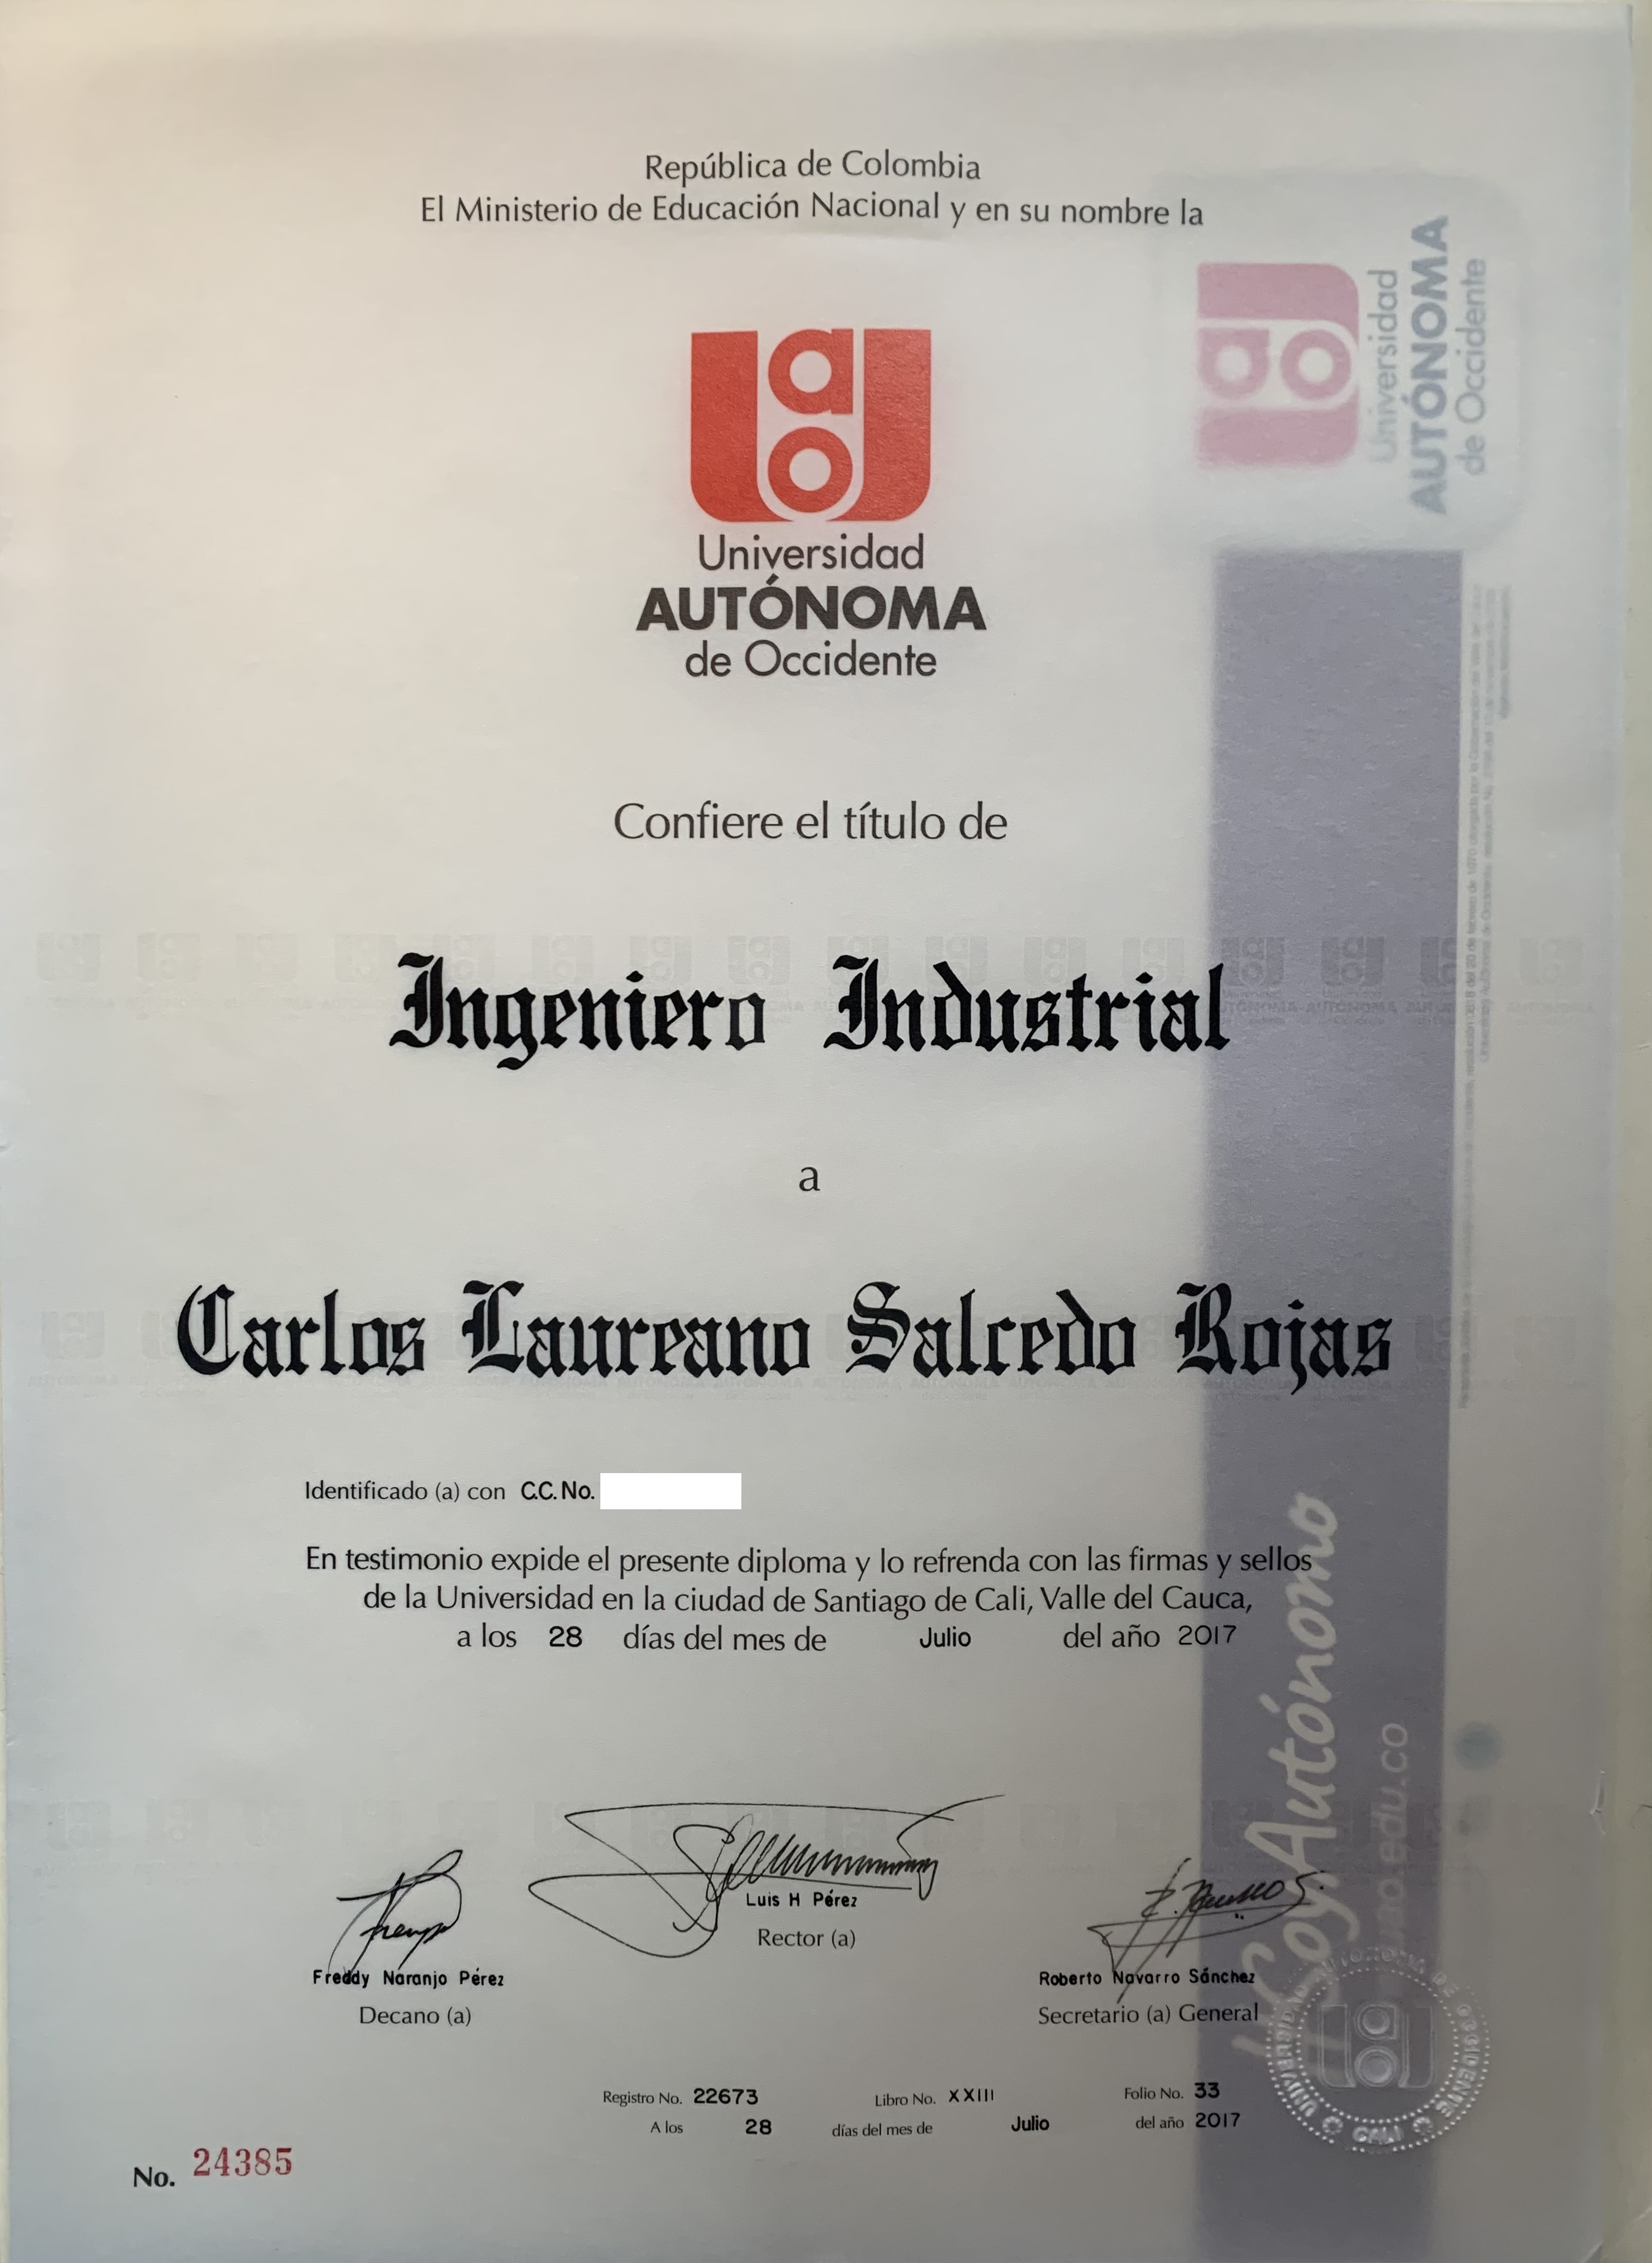 República de Colombia
El Ministerio de Educación Nacional y en su nombre la
Universidad
AUTÓNOMA
de Occidente
Universidad
AUTÓNOMA
de Occidente
Confiere el título de
Ingeniero Industrial
a
Carlos Laureano Salcedo Rojas
Identificado (a) con C.C. No.
En testimonio expide el presente diploma y lo refrenda con las firmas y sellos
de la Universidad en la ciudad de Santiago de Cali, Valle del Cauca,
a los 28 días del mes de Julio del año 2017
Luis H Pérez
Rector (a)
Freddy Naranjo Pérez
Decano (a)
Roberto Navarro Sánchez
Secretario (a) General
Registro No. 22673 Libro No. XXIII Folio No. 33
A los 28 días del mes de Julio del año 2017
No. 24385
#SoyAutónomo
uao.edu.co
UNIVERSIDAD AUTONOMA DE OCCIDENTE
CALI